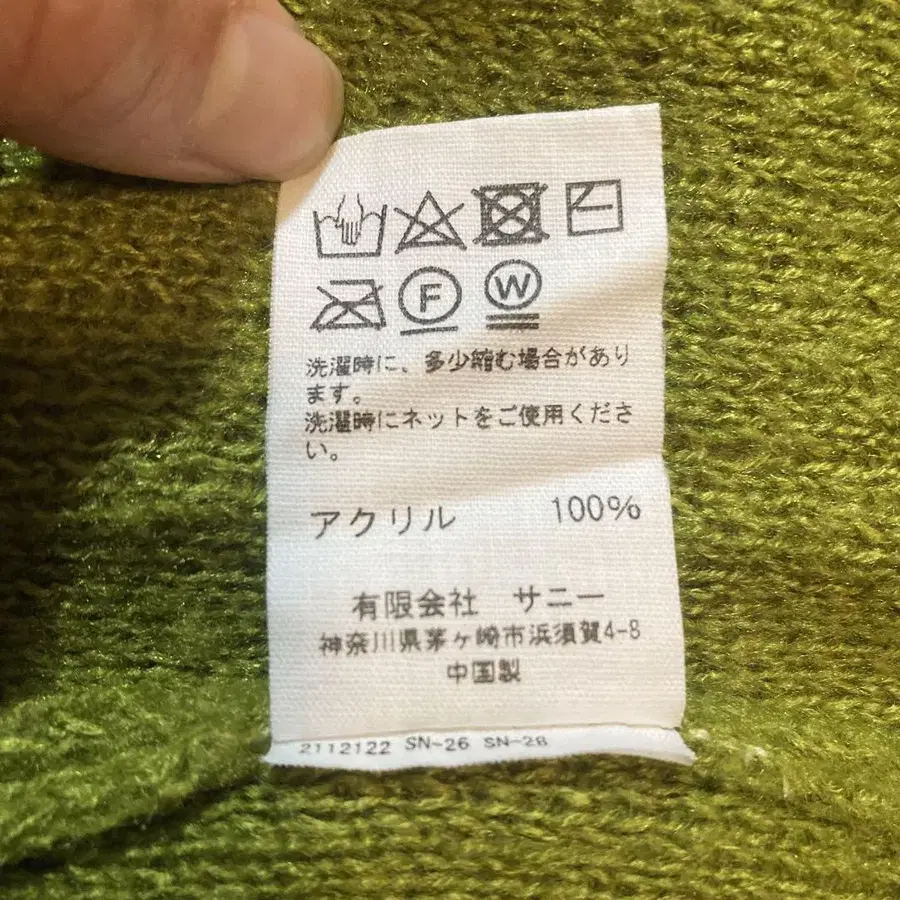 F W
洗濯時に、多少縮む場合があり
ます。
洗濯時にネットをご使用くださ
い。
アクリル 100%
有限会社 サニー
神奈川県茅ヶ崎市浜須賀4-8
中国製
2112122 SN-26 SN-28